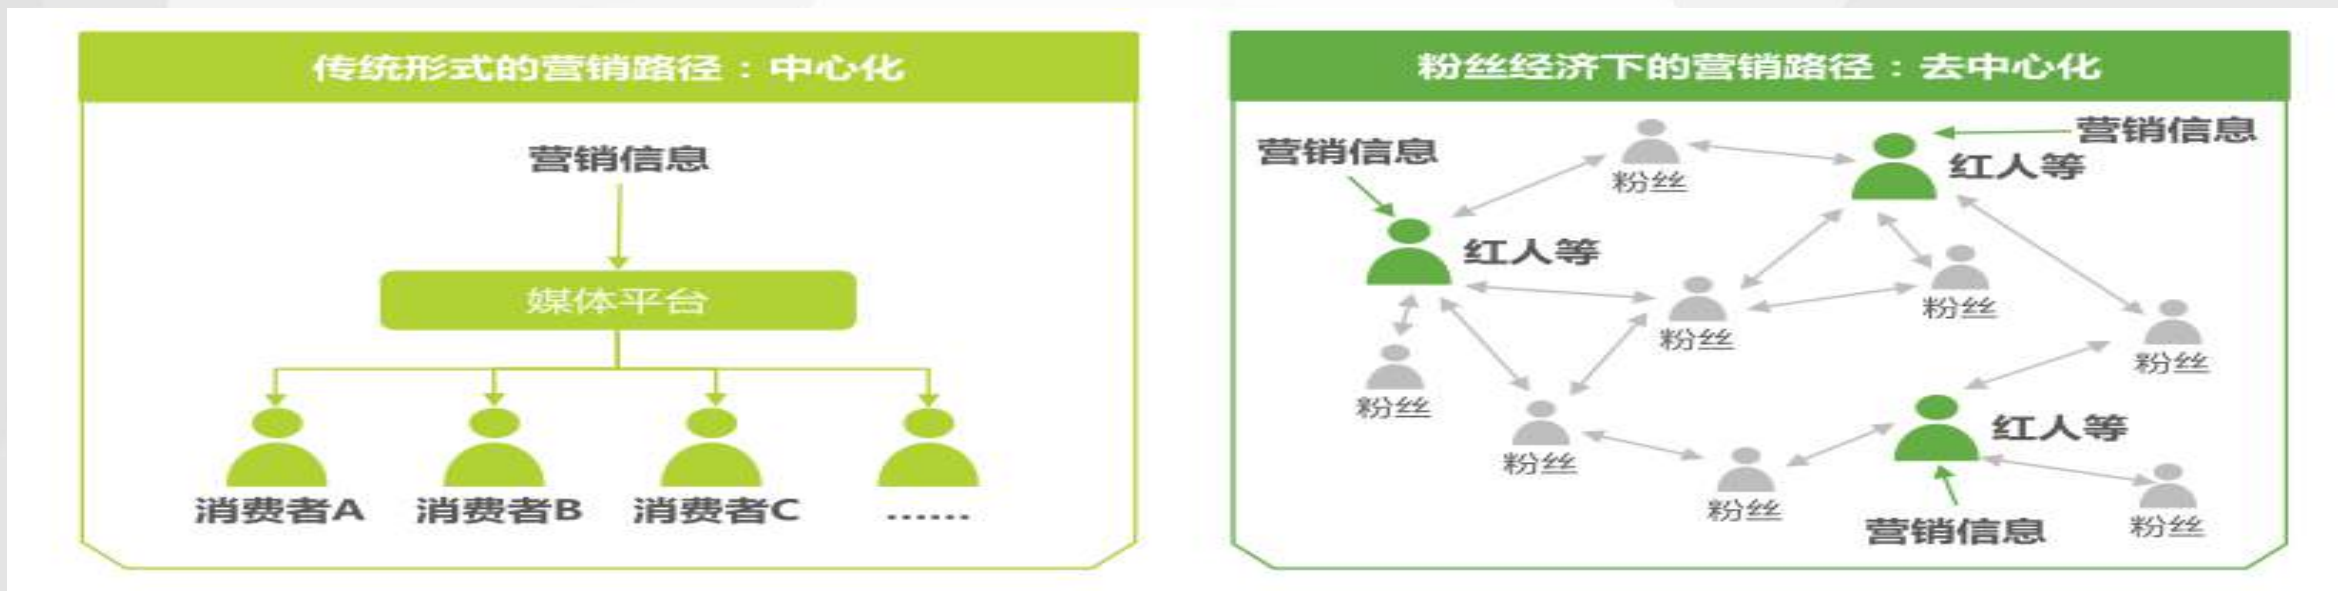 传统形式的营销路径：中心化
营销信息
媒体平台
消费者A
消费者B
消费者C
......
粉丝经济下的营销路径：去中心化
营销信息
营销信息
粉丝
红人等
红人等
粉丝
粉丝
粉丝
粉丝
粉丝
红人等
粉丝
粉丝
营销信息